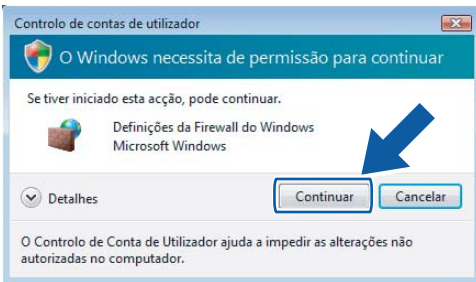 Controlo de contas de utilizador
O Windows necessita de permissão para continuar
Se tiver iniciado esta acção, pode continuar.
Definições da Firewall do Windows
Microsoft Windows
Detalhes
Continuar
Cancelar
O Controlo de Conta de Utilizador ajuda a impedir as alterações não
autorizadas no computador.